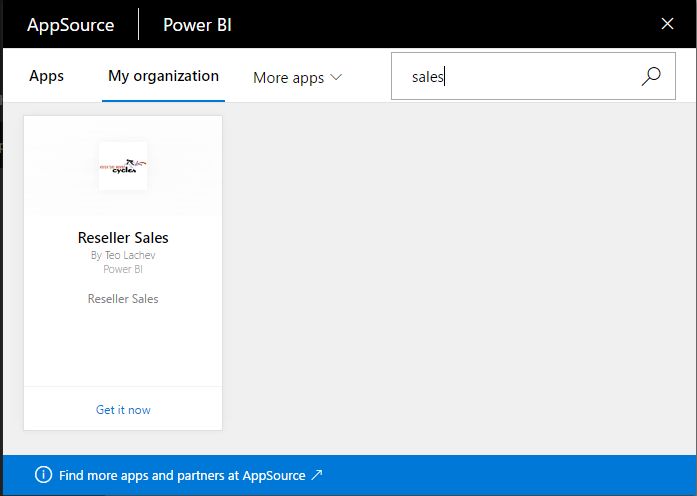 AppSource Power BI
Apps My organization More apps sales
cycles
Reseller Sales
By Teo Lachev
Power BI
Reseller Sales
Get it now
Find more apps and partners at AppSource